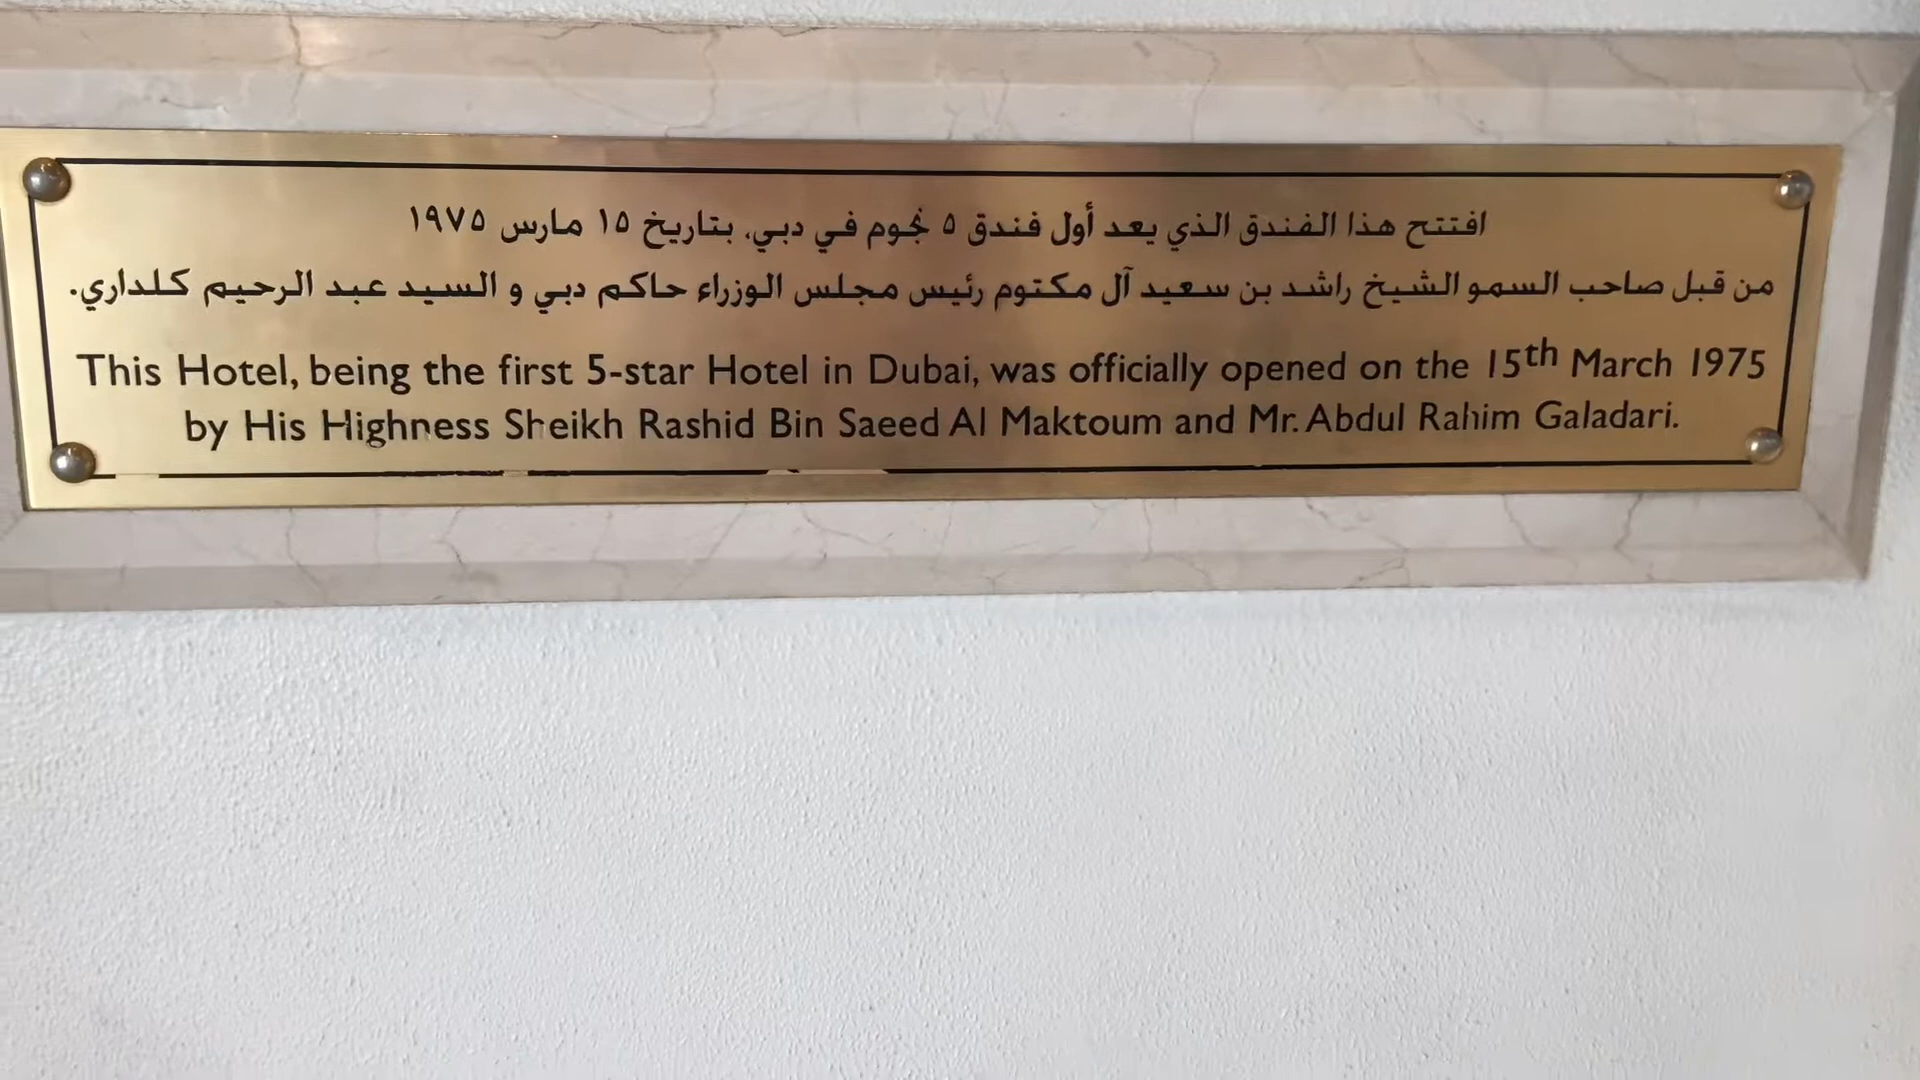 افتتح هذا الفندق الذي يعد أول فندق ٥ نجوم في دبي، بتاريخ ١٥ مارس ١٩٧٥
من قبل صاحب السمو الشيخ راشد بن سعيد آل مكتوم رئيس مجلس الوزراء حاكم دبي و السيد عبد الرحيم كلداري.
This Hotel, being the first 5-star Hotel in Dubai, was officially opened on the 15th March 1975
by His Highness Sheikh Rashid Bin Saeed Al Maktoum and Mr. Abdul Rahim Galadari.